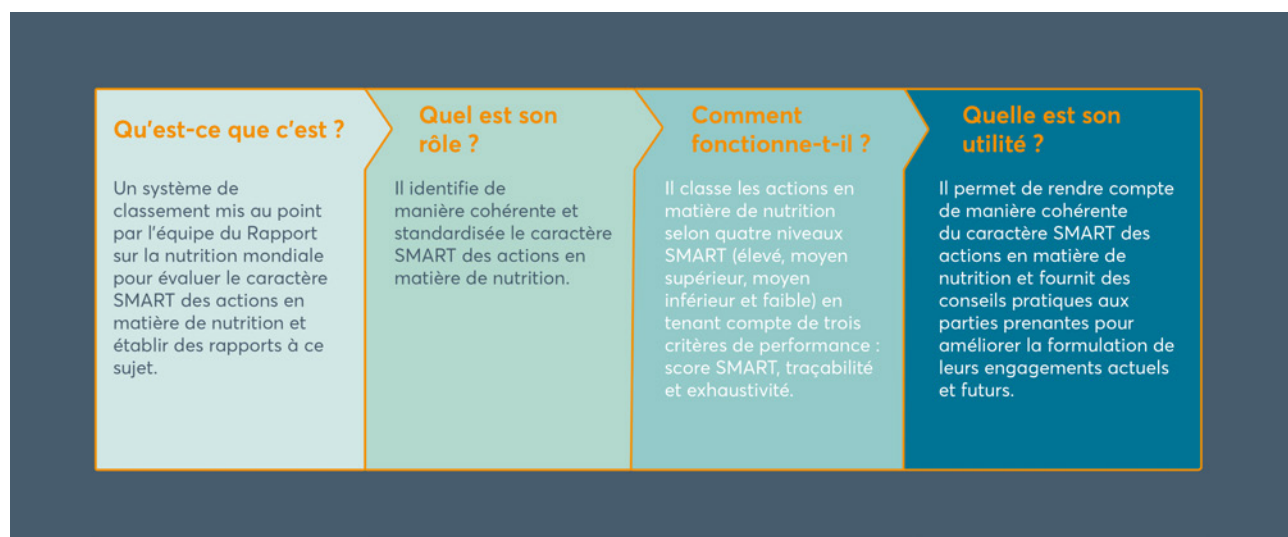 Qu'est-ce que c'est ?
Un système de
classement mis au point
par l'équipe du Rapport
sur la nutrition mondiale
pour évaluer le caractère
SMART des actions en
matière de nutrition et
établir des rapports à ce
sujet.
Quel est son
rôle ?
Il identifie de
manière cohérente et
standardisée le caractère
SMART des actions en
matière de nutrition.
Comment
fonctionne-t-il ?
Il classe les actions en
matière de nutrition
selon quatre niveaux
SMART (élevé, moyen
supérieur, moyen
inférieur et faible) en
tenant compte de trois
critères de performance :
score SMART, traçabilité
et exhaustivité.
Quelle est son
utilité ?
Il permet de rendre compte
de manière cohérente
du caractère SMART des
actions en matière de
nutrition et fournit des
conseils pratiques aux
parties prenantes pour
améliorer la formulation de
leurs engagements actuels
et futurs.